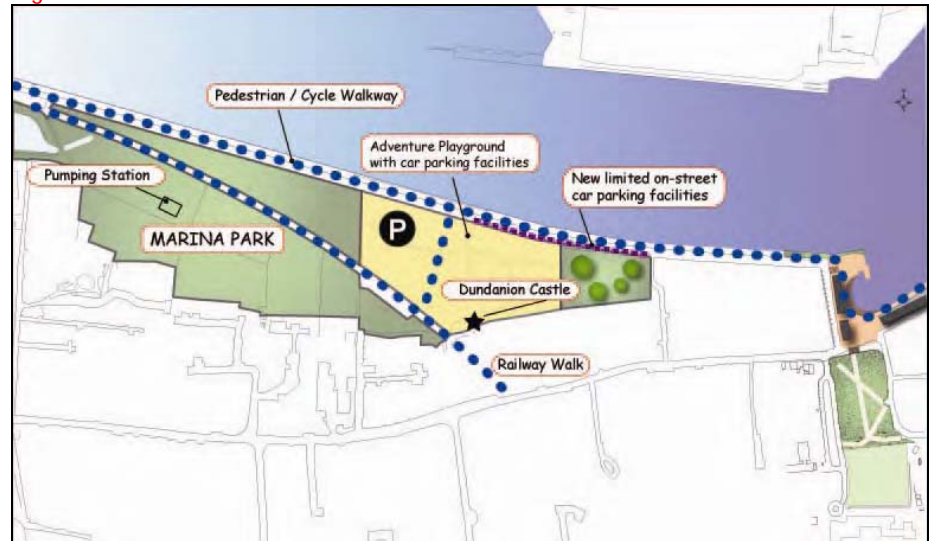 Pedestrian / Cycle Walkway
Adventure Playground
with car parking facilities
Pumping Station
New limited on-street
car parking facilities
P
MARINA PARK
Dundanion Castle
Railway Walk